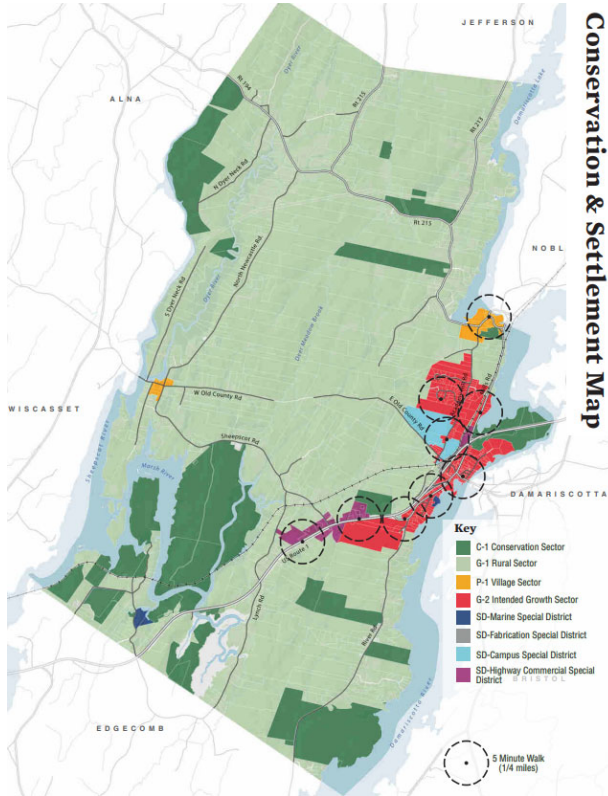 Conservation & Settlement Map
JEFFERSON
Dyer River
Damariscotta Lake
Rt 194
Rt 215
ALNA
Rt 213
N Dyer Neck Rd
Rt 215
NOBL
North Newcastle Rd
S Dyer Neck Rd
Dyer River
Deer Meadow Brook
W Old County Rd
E Old County Rd
WISCASSET
Sheepscot Rd
Sheepscot River
Marsh River
DAMARISCOTTA
US Route 1
Lynch Rd
River Rd
Key
C-1 Conservation Sector
G-1 Rural Sector
P-1 Village Sector
G-2 Intended Growth Sector
SD-Marine Special District
SD-Fabrication Special District
SD-Campus Special District
SD-Highway Commercial Special
District
BRISTOL
EDGECOMB
Damariscotta River
5 Minute Walk
(1/4 miles)